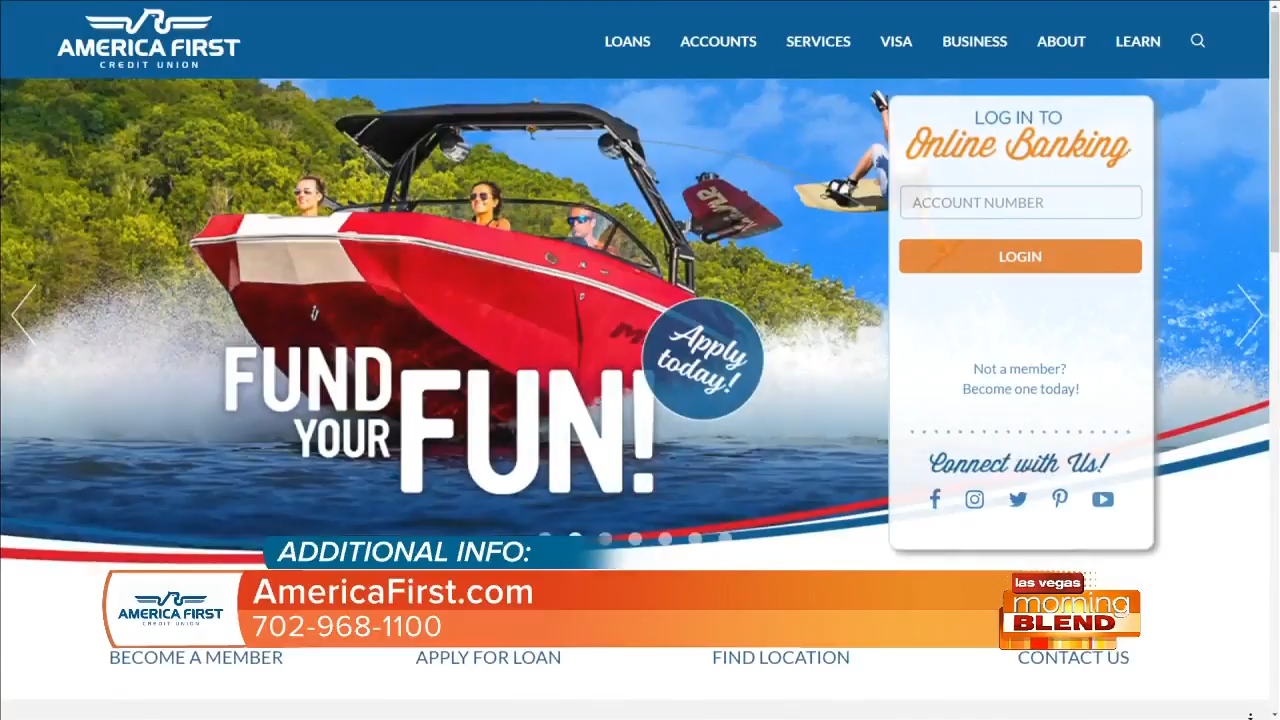 AMERICA FIRST
CREDIT UNION
LOANS ACCOUNTS SERVICES VISA BUSINESS ABOUT LEARN
LOG IN TO
Online Banking
ACCOUNT NUMBER
LOGIN
Not a member?
Become one today!
Connect with Us!
Apply
today!
FUND
YOUR
FUN!
ADDITIONAL INFO:
AMERICA FIRST
CREDIT UNION
AmericaFirst.com
702-968-1100
las vegas
morning
BLEND
BECOME A MEMBER APPLY FOR LOAN FIND LOCATION CONTACT US